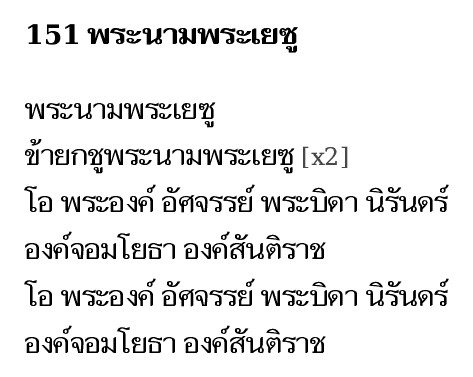 151 พระนามพระเยซู
พระนามพระเยซู
ข้ายกชูพระนามพระเยซู [x2]
โอ พระองค์ อัศจรรย์ พระบิดา นิรันดร์
องค์จอมโยธา องค์สันติราช
โอ พระองค์ อัศจรรย์ พระบิดา นิรันดร์
องค์จอมโยธา องค์สันติราช